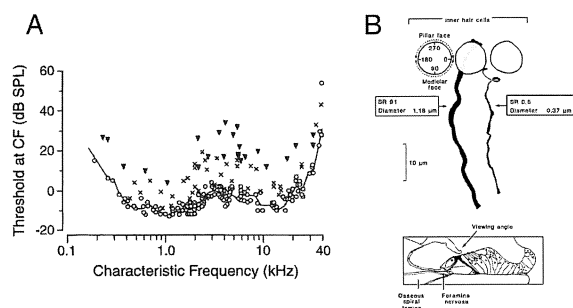 A
Threshold at CF (dB SPL)
60
40
20
0
-20
0.1
1.0
10
40
Characteristic Frequency (kHz)
B
inner hair cells
Pillar face
270
180
0
90
Modiolar face
SR 91
Diameter 1.18 µm
SR 0.5
Diameter 0.37 µm
10 µm
Viewing angle
Osseous spiral
Foramina nervosa